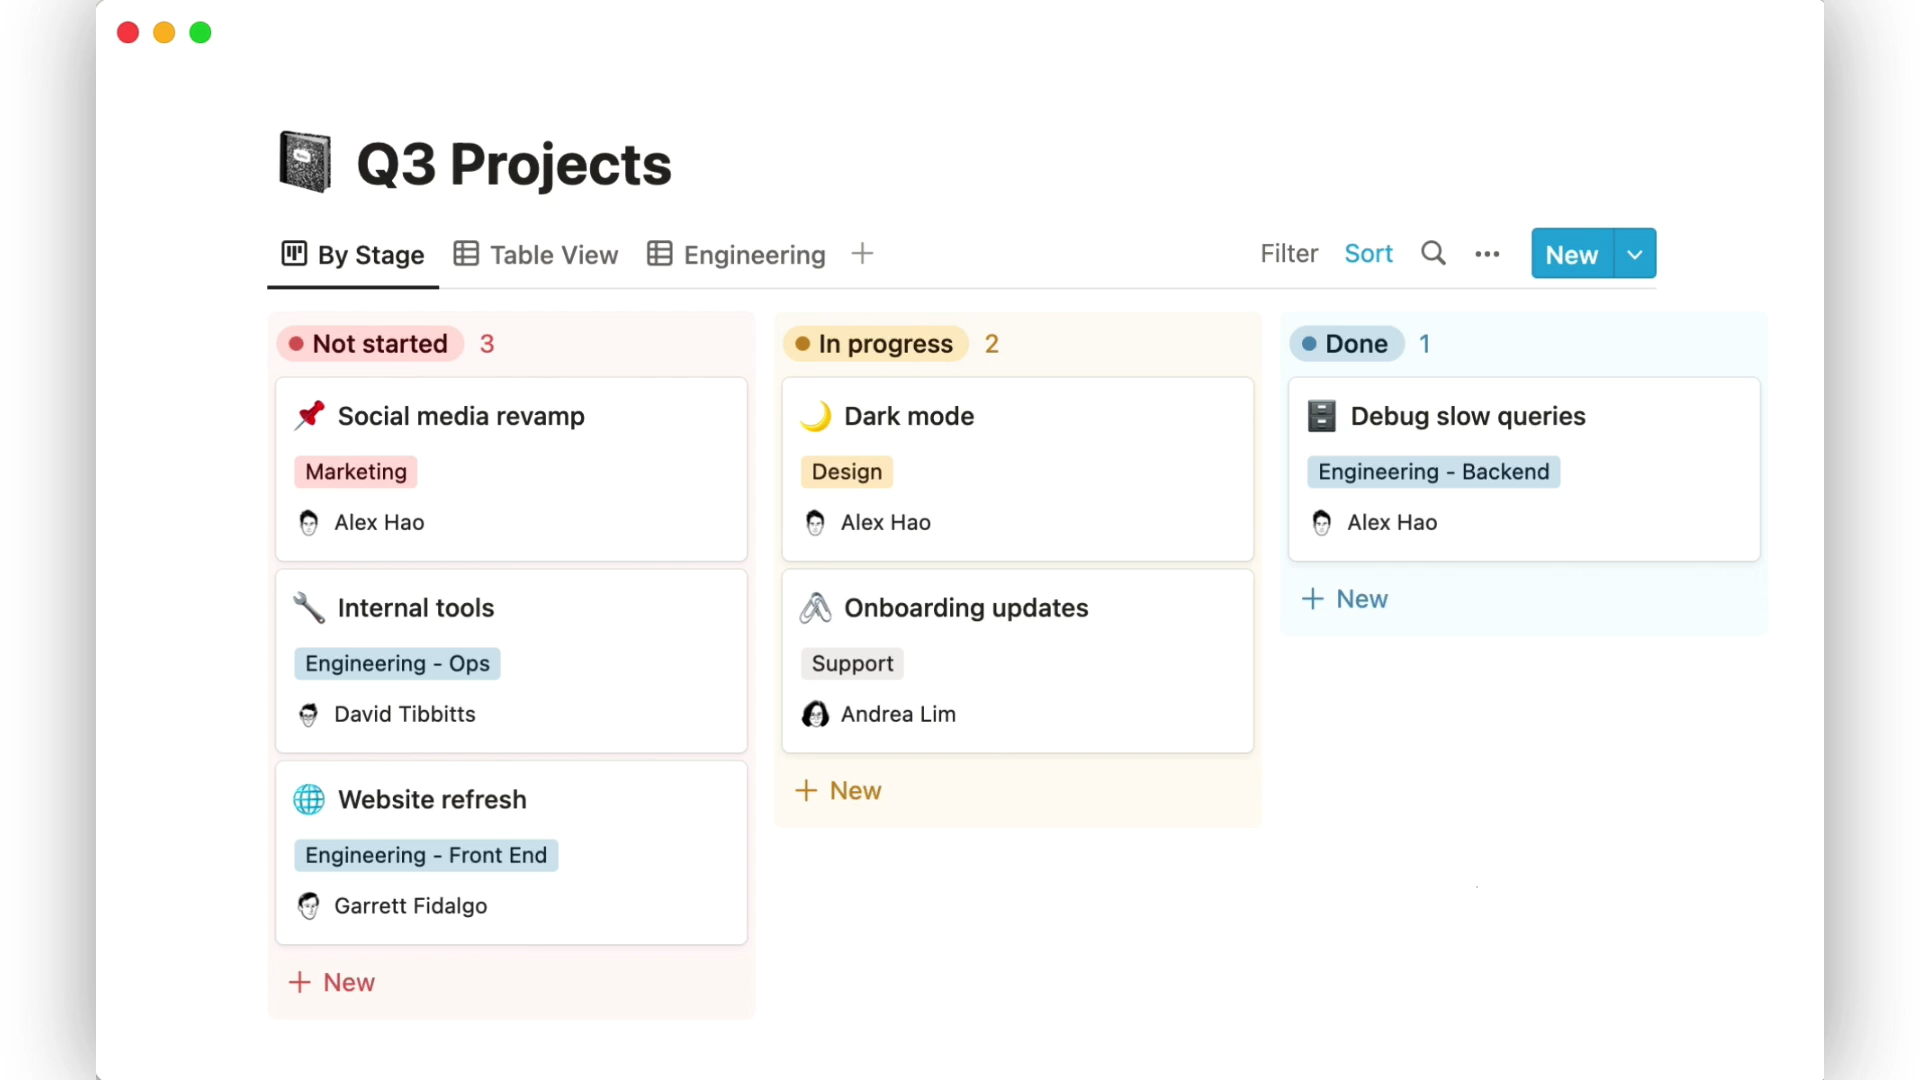 Q3 Projects
By Stage Table View Engineering Filter Sort New
Not started 3
Social media revamp
Marketing
Alex Hao
Internal tools
Engineering - Ops
David Tibbitts
Website refresh
Engineering - Front End
Garrett Fidalgo
New
In progress 2
Dark mode
Design
Alex Hao
Onboarding updates
Support
Andrea Lim
New
Done 1
Debug slow queries
Engineering - Backend
Alex Hao
New